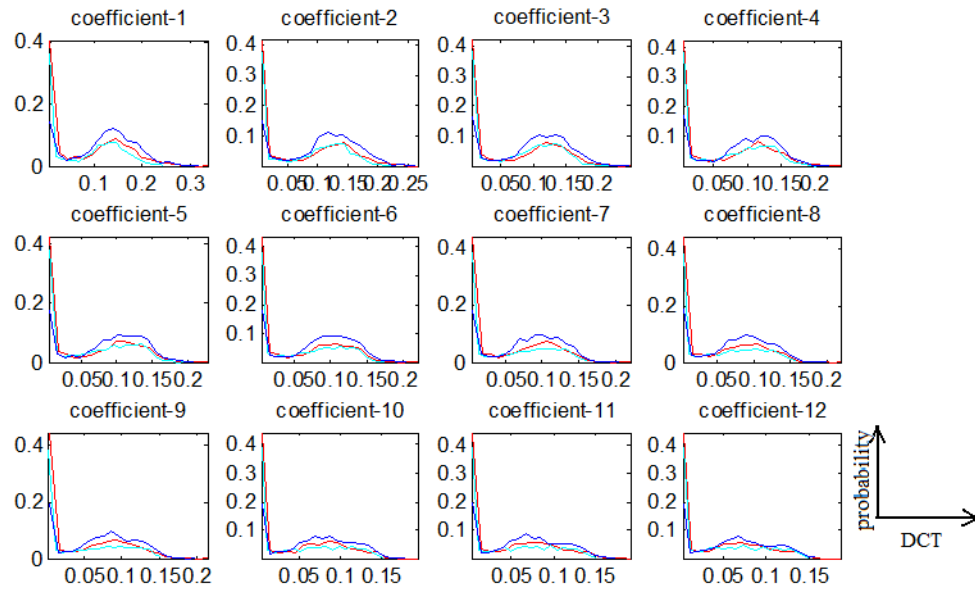 coefficient-1 coefficient-2 coefficient-3 coefficient-4
0.4 0.4 0.4 0.4
0.3 0.3 0.3
0.2 0.2 0.2 0.2
0.1 0.1 0.1
0
0.1 0.2 0.3 0.050.10.150.20.25 0.050.10.150.2 0.050.10.150.2
coefficient-5 coefficient-6 coefficient-7 coefficient-8
0.4 0.4 0.4 0.4
0.3
0.2 0.2 0.2 0.2
0.1
0 0 0
0.050.10.150.2 0.050.10.150.2 0.050.10.150.2 0.050.10.150.2
coefficient-9 coefficient-10 coefficient-11 coefficient-12
0.4 0.4 0.4 0.4
0.3 0.3 0.3
0.2 0.2 0.2 0.2
0.1 0.1 0.1
0
0.050.10.150.2 0.05 0.1 0.15 0.05 0.1 0.15 0.05 0.1 0.15
probability
DCT